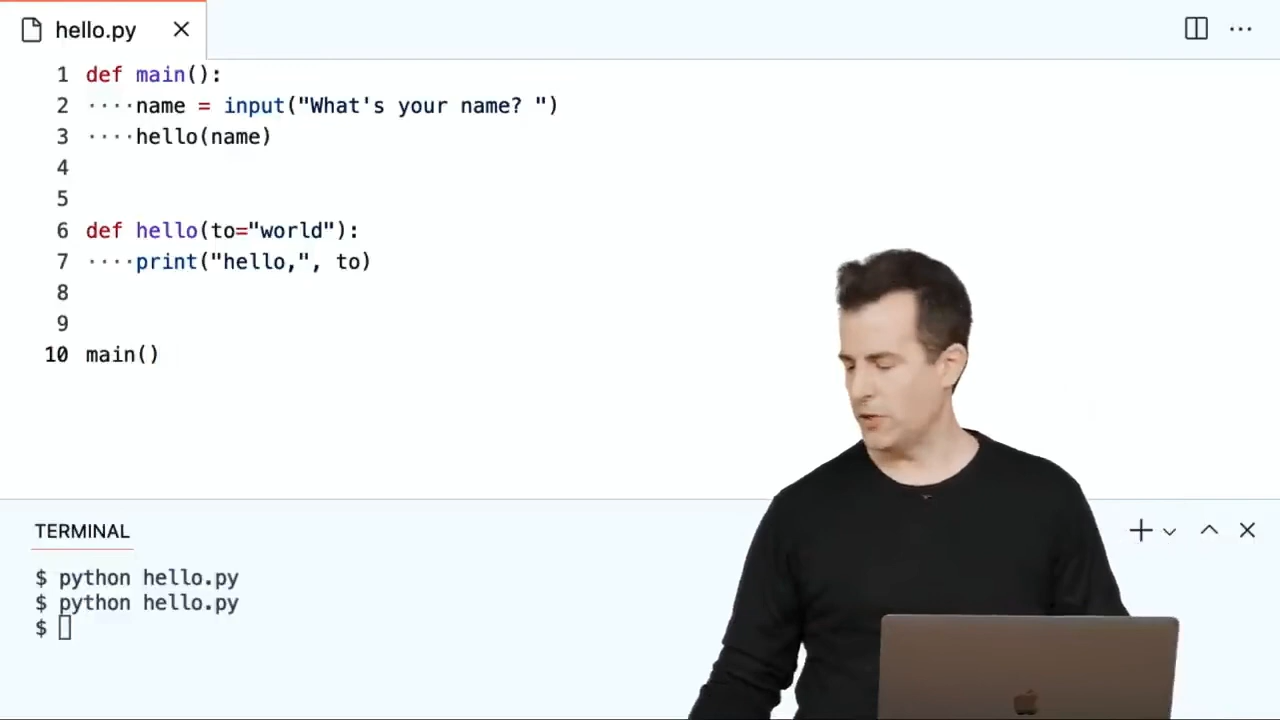 hello.py
1 def main():
2 ····name = input("What's your name? ")
3 ····hello(name)
4
5
6 def hello(to="world"):
7 ····print("hello,", to)
8
9
10 main()
TERMINAL
$ python hello.py
$ python hello.py
$